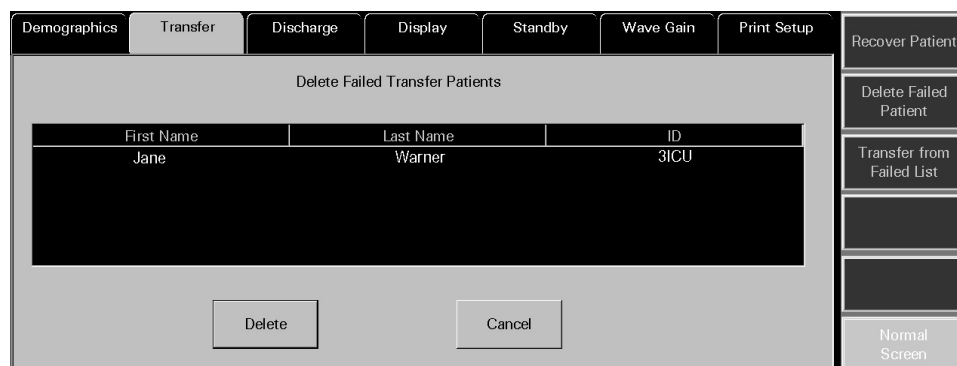 Demographics Transfer Discharge Display Standby Wave Gain Print Setup
Recover Patient
Delete Failed Transfer Patients
Delete Failed
Patient
First Name Last Name ID
Jane Warner 3ICU
Transfer from
Failed List
Delete Cancel
Normal
Screen